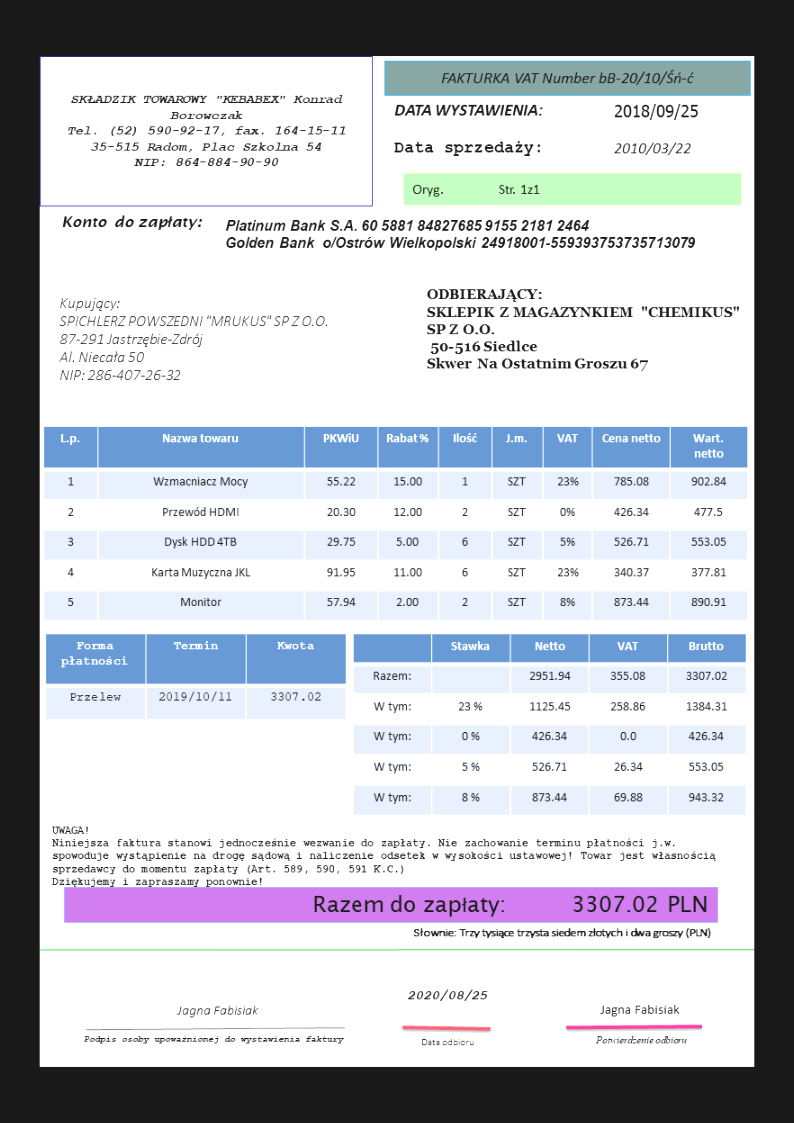 SKŁADZIK TOWAROWY "KEBABEX" Konrad
Borowczak
Tel. (52) 590-92-17, fax. 164-15-11
35-515 Radom, Plac Szkolna 54
NIP: 864-884-90-90
FAKTURKA VAT Number bB-20/10/Śń-ć
DATA WYSTAWIENIA: 2018/09/25
Data sprzedaży: 2010/03/22
Oryg. Str. 1z1
Konto do zapłaty: Platinum Bank S.A. 60 5881 84827685 9155 2181 2464
Golden Bank o/Ostrów Wielkopolski 24918001-559393753735713079
Kupujący:
SPICHLERZ POWSZEDNI "MRUKUS" SP Z O.O.
87-291 Jastrzębie-Zdrój
Al. Niecała 50
NIP: 286-407-26-32
ODBIERAJĄCY:
SKLEPIK Z MAGAZYNKIEM "CHEMIKUS"
SP Z O.O.
50-516 Siedlce
Skwer Na Ostatnim Groszu 67
L.p. Nazwa towaru PKWiU Rabat % Ilość J.m. VAT Cena netto Wart.
netto
1 Wzmacniacz Mocy 55.22 15.00 1 SZT 23% 785.08 902.84
2 Przewód HDMI 20.30 12.00 2 SZT 0% 426.34 477.5
3 Dysk HDD 4TB 29.75 5.00 6 SZT 5% 526.71 553.05
4 Karta Muzyczna JKL 91.95 11.00 6 SZT 23% 340.37 377.81
5 Monitor 57.94 2.00 2 SZT 8% 873.44 890.91
Forma Termin Kwota
płatności
Przelew 2019/10/11 3307.02
Stawka Netto VAT Brutto
Razem: 2951.94 355.08 3307.02
W tym: 23 % 1125.45 258.86 1384.31
W tym: 0 % 426.34 0.0 426.34
W tym: 5 % 526.71 26.34 553.05
W tym: 8 % 873.44 69.88 943.32
UWAGA!
Niniejsza faktura stanowi jednocześnie wezwanie do zapłaty. Nie zachowanie terminu płatności j.w.
spowoduje wystąpienie na drogę sądową i naliczenie odsetek w wysokości ustawowej! Towar jest własnością
sprzedawcy do momentu zapłaty (Art. 589, 590, 591 K.C.)
Dziękujemy i zapraszamy ponownie!
Razem do zapłaty: 3307.02 PLN
Słownie: Trzy tysiące trzysta siedem złotych i dwa groszy (PLN)
Jagna Fabisiak
Podpis osoby upoważnionej do wystawienia faktury
2020/08/25
Data odbioru
Jagna Fabisiak
Potwierdzenie odbioru